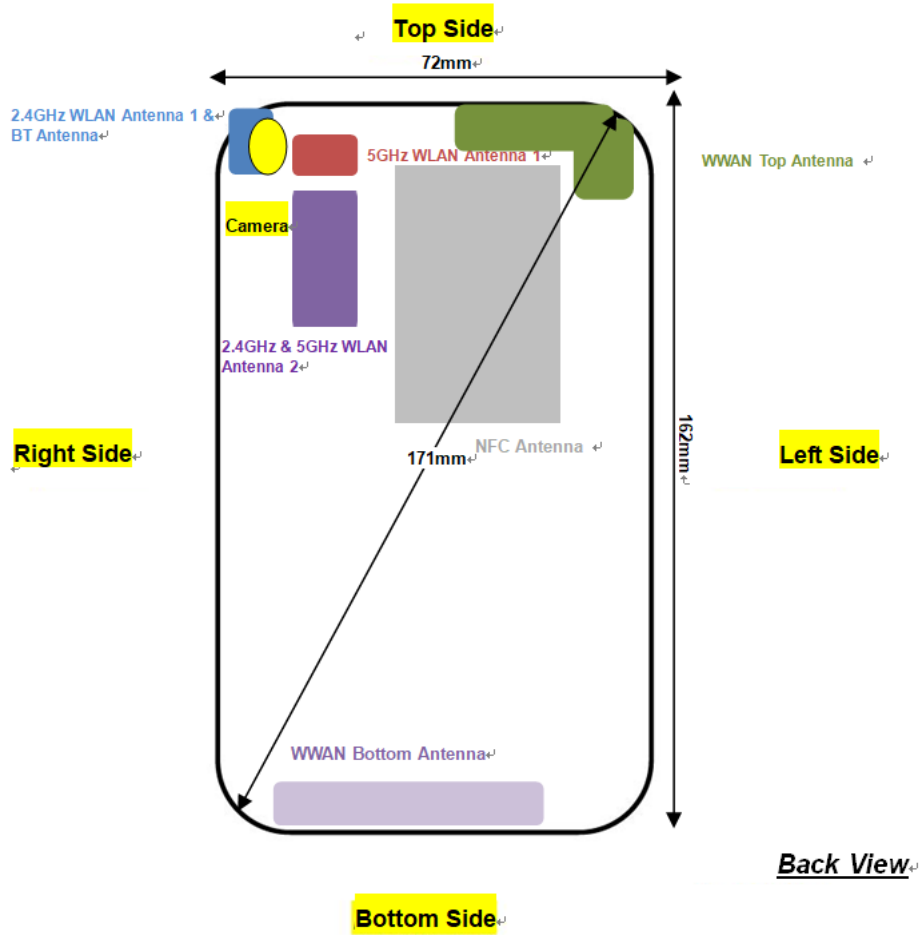 Top Side
72mm
2.4GHz WLAN Antenna 1 &
BT Antenna
5GHz WLAN Antenna 1
WWAN Top Antenna
Camera
2.4GHz & 5GHz WLAN
Antenna 2
162mm
Right Side
171mm
NFC Antenna
Left Side
WWAN Bottom Antenna
Back View
Bottom Side